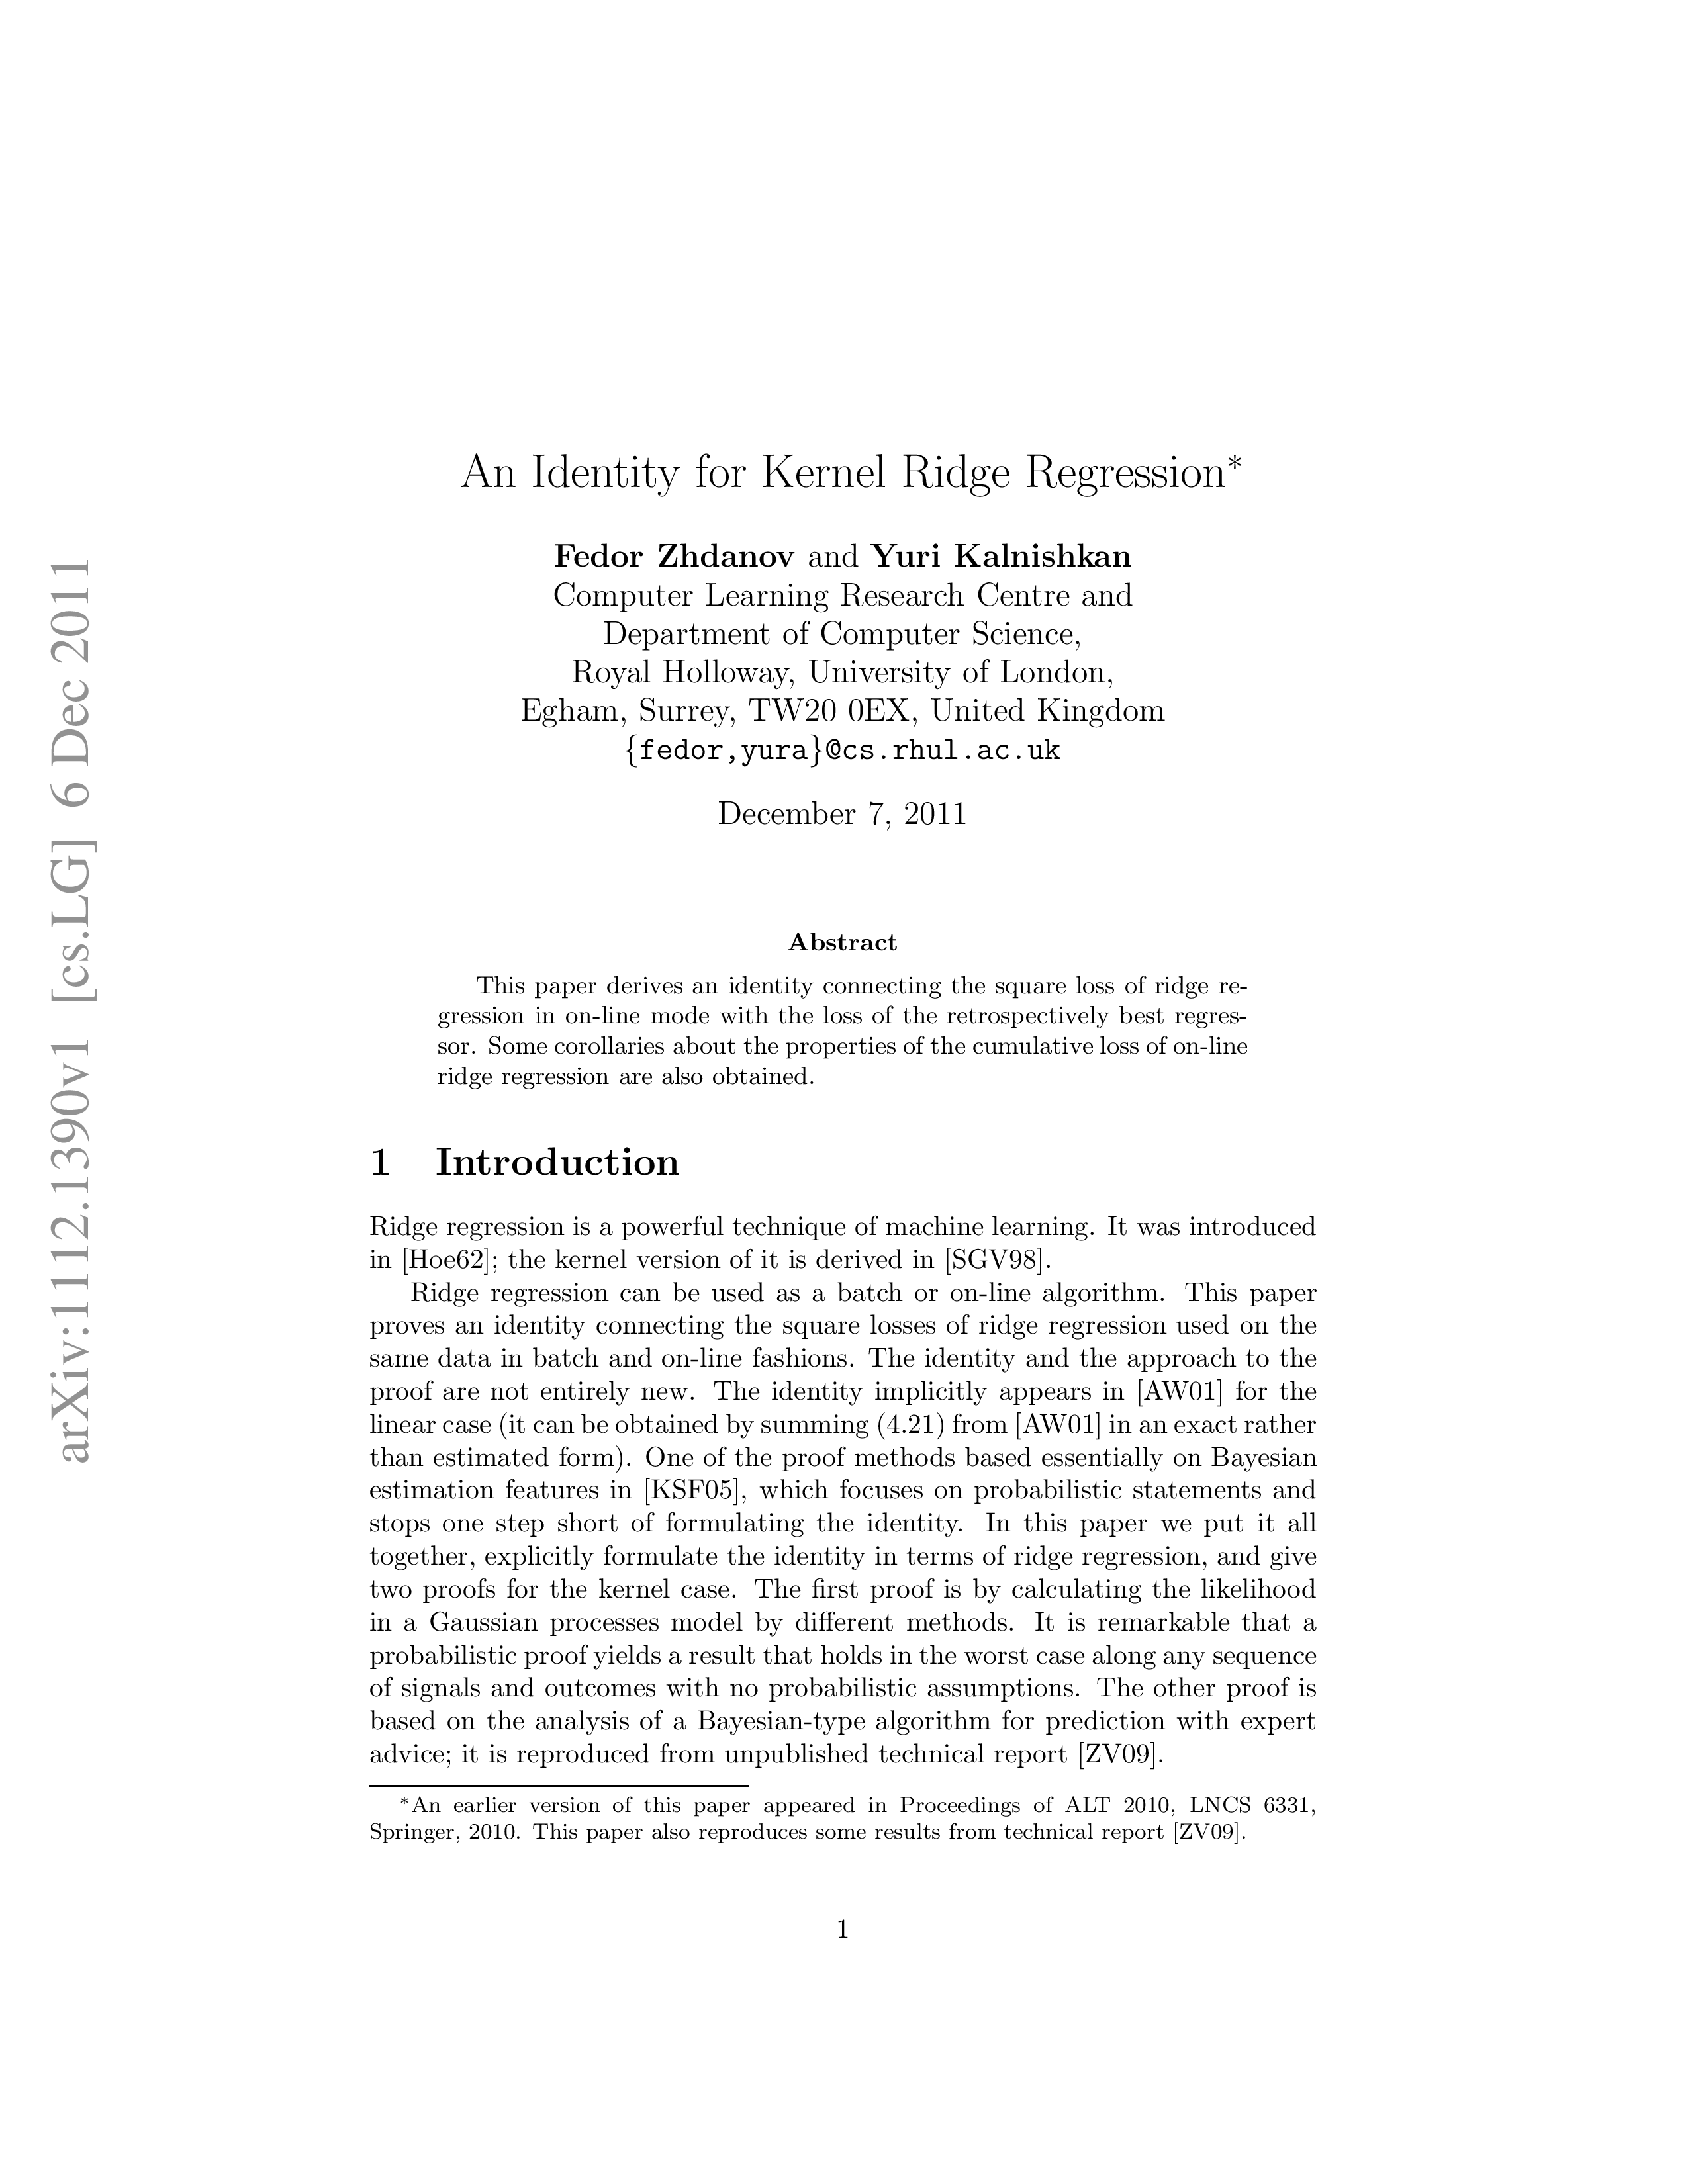 An Identity for Kernel Ridge Regression*
Fedor Zhdanov and Yuri Kalnishkan
Computer Learning Research Centre and
Department of Computer Science,
Royal Holloway, University of London,
Egham, Surrey, TW20 0EX, United Kingdom
{fedor,yura}@cs.rhul.ac.uk
December 7, 2011
arXiv:1112.1390v1 [cs.LG] 6 Dec 2011
Abstract
This paper derives an identity connecting the square loss of ridge re-
gression in on-line mode with the loss of the retrospectively best regres-
sor. Some corollaries about the properties of the cumulative loss of on-line
ridge regression are also obtained.
1 Introduction
Ridge regression is a powerful technique of machine learning. It was introduced
in [Hoe62]; the kernel version of it is derived in [SGV98].
Ridge regression can be used as a batch or on-line algorithm. This paper
proves an identity connecting the square losses of ridge regression used on the
same data in batch and on-line fashions. The identity and the approach to the
proof are not entirely new. The identity implicitly appears in [AW01] for the
linear case (it can be obtained by summing (4.21) from [AW01] in an exact rather
than estimated form). One of the proof methods based essentially on Bayesian
estimation features in [KSF05], which focuses on probabilistic statements and
stops one step short of formulating the identity. In this paper we put it all
together, explicitly formulate the identity in terms of ridge regression, and give
two proofs for the kernel case. The first proof is by calculating the likelihood
in a Gaussian processes model by different methods. It is remarkable that a
probabilistic proof yields a result that holds in the worst case along any sequence
of signals and outcomes with no probabilistic assumptions. The other proof is
based on the analysis of a Bayesian-type algorithm for prediction with expert
advice; it is reproduced from unpublished technical report [ZV09].
*An earlier version of this paper appeared in Proceedings of ALT 2010, LNCS 6331,
Springer, 2010. This paper also reproduces some results from technical report [ZV09].
1